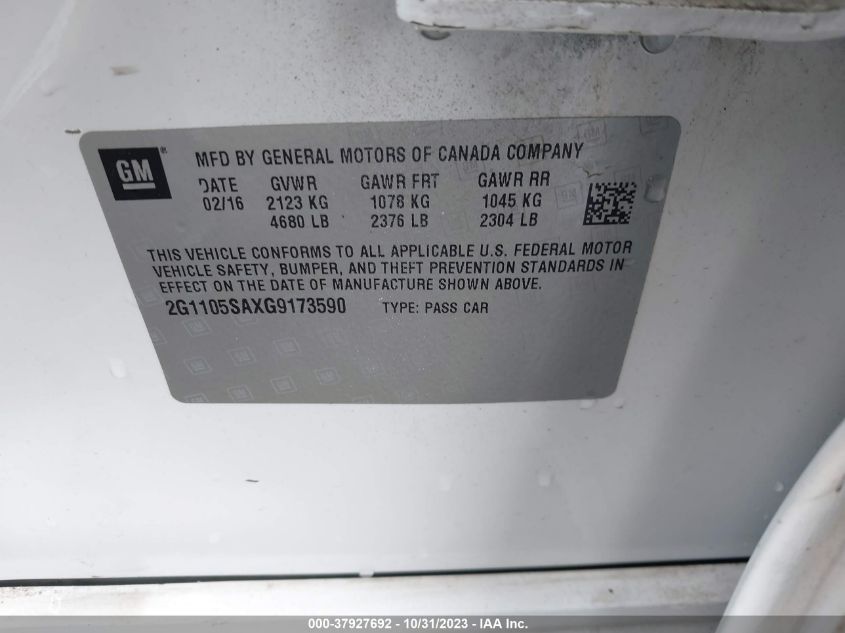 GM ®
MFD BY GENERAL MOTORS OF CANADA COMPANY
DATE GVWR GAWR FRT GAWR RR
02/16 2123 KG 1078 KG 1045 KG
4680 LB 2376 LB 2304 LB
THIS VEHICLE CONFORMS TO ALL APPLICABLE U.S. FEDERAL MOTOR
VEHICLE SAFETY, BUMPER, AND THEFT PREVENTION STANDARDS IN
EFFECT ON THE DATE OF MANUFACTURE SHOWN ABOVE.
2G1105SAXG9173590 TYPE: PASS CAR
000-37927692 - 10/31/2023 - IAA Inc.